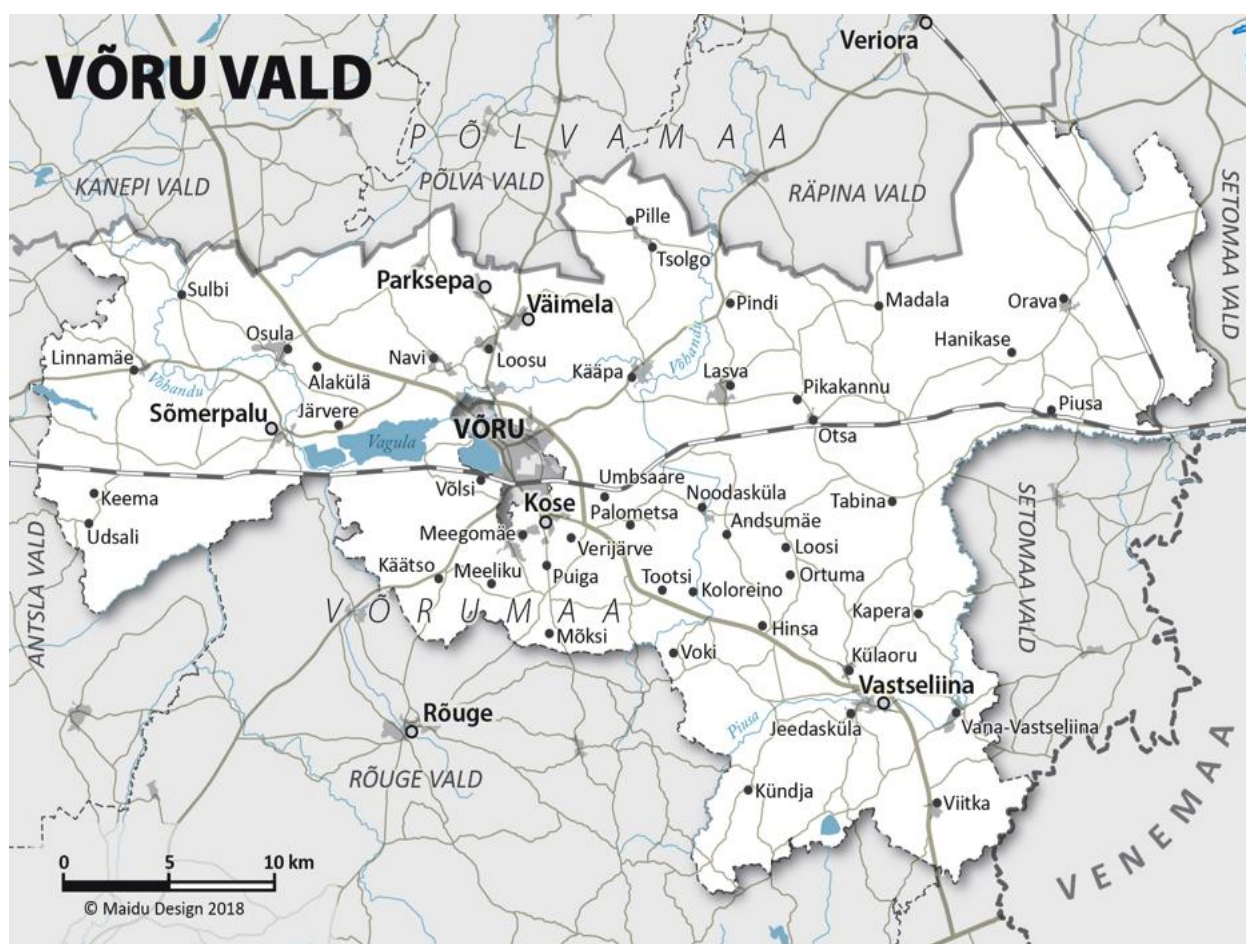 VÕRU VALD
Veriora
PÕLVAMAA
KANEPI VALD
PÕLVA VALD
RÄPINA VALD
SETOMAA VALD
Pille
Tsolgo
Parksepa
Sulbi
Väimela
Pindi
Madala
Orava
Osula
Linnamäe
Navi
Loosu
Hanikase
Alakülä
Võhandu
Võhandu
Kääpa
Lasva
Pikakannu
Sõmerpalu
Järvere
Piusa
VÕRU
Vagula
Otsa
Umbsaare
Võlsi
Keema
Kose
Palometsa
Noodasküla
Tabina
SETOMAA VALD
Udsali
Andsumäe
Meegomäe
Verijärve
Loosi
ANTSLA VALD
Käätso
Meeliku
Puiga
Tootsi
Koloreino
Ortuma
VÕRUMAA
Kapera
Mõksi
Hinsa
Voki
Külaoru
Vastseliina
Rõuge
Piusa
Jeedasküla
Vana-Vastseliina
RÕUGE VALD
Kündja
Viitka
VENEMAA
0 5 10 km
© Maidu Design 2018